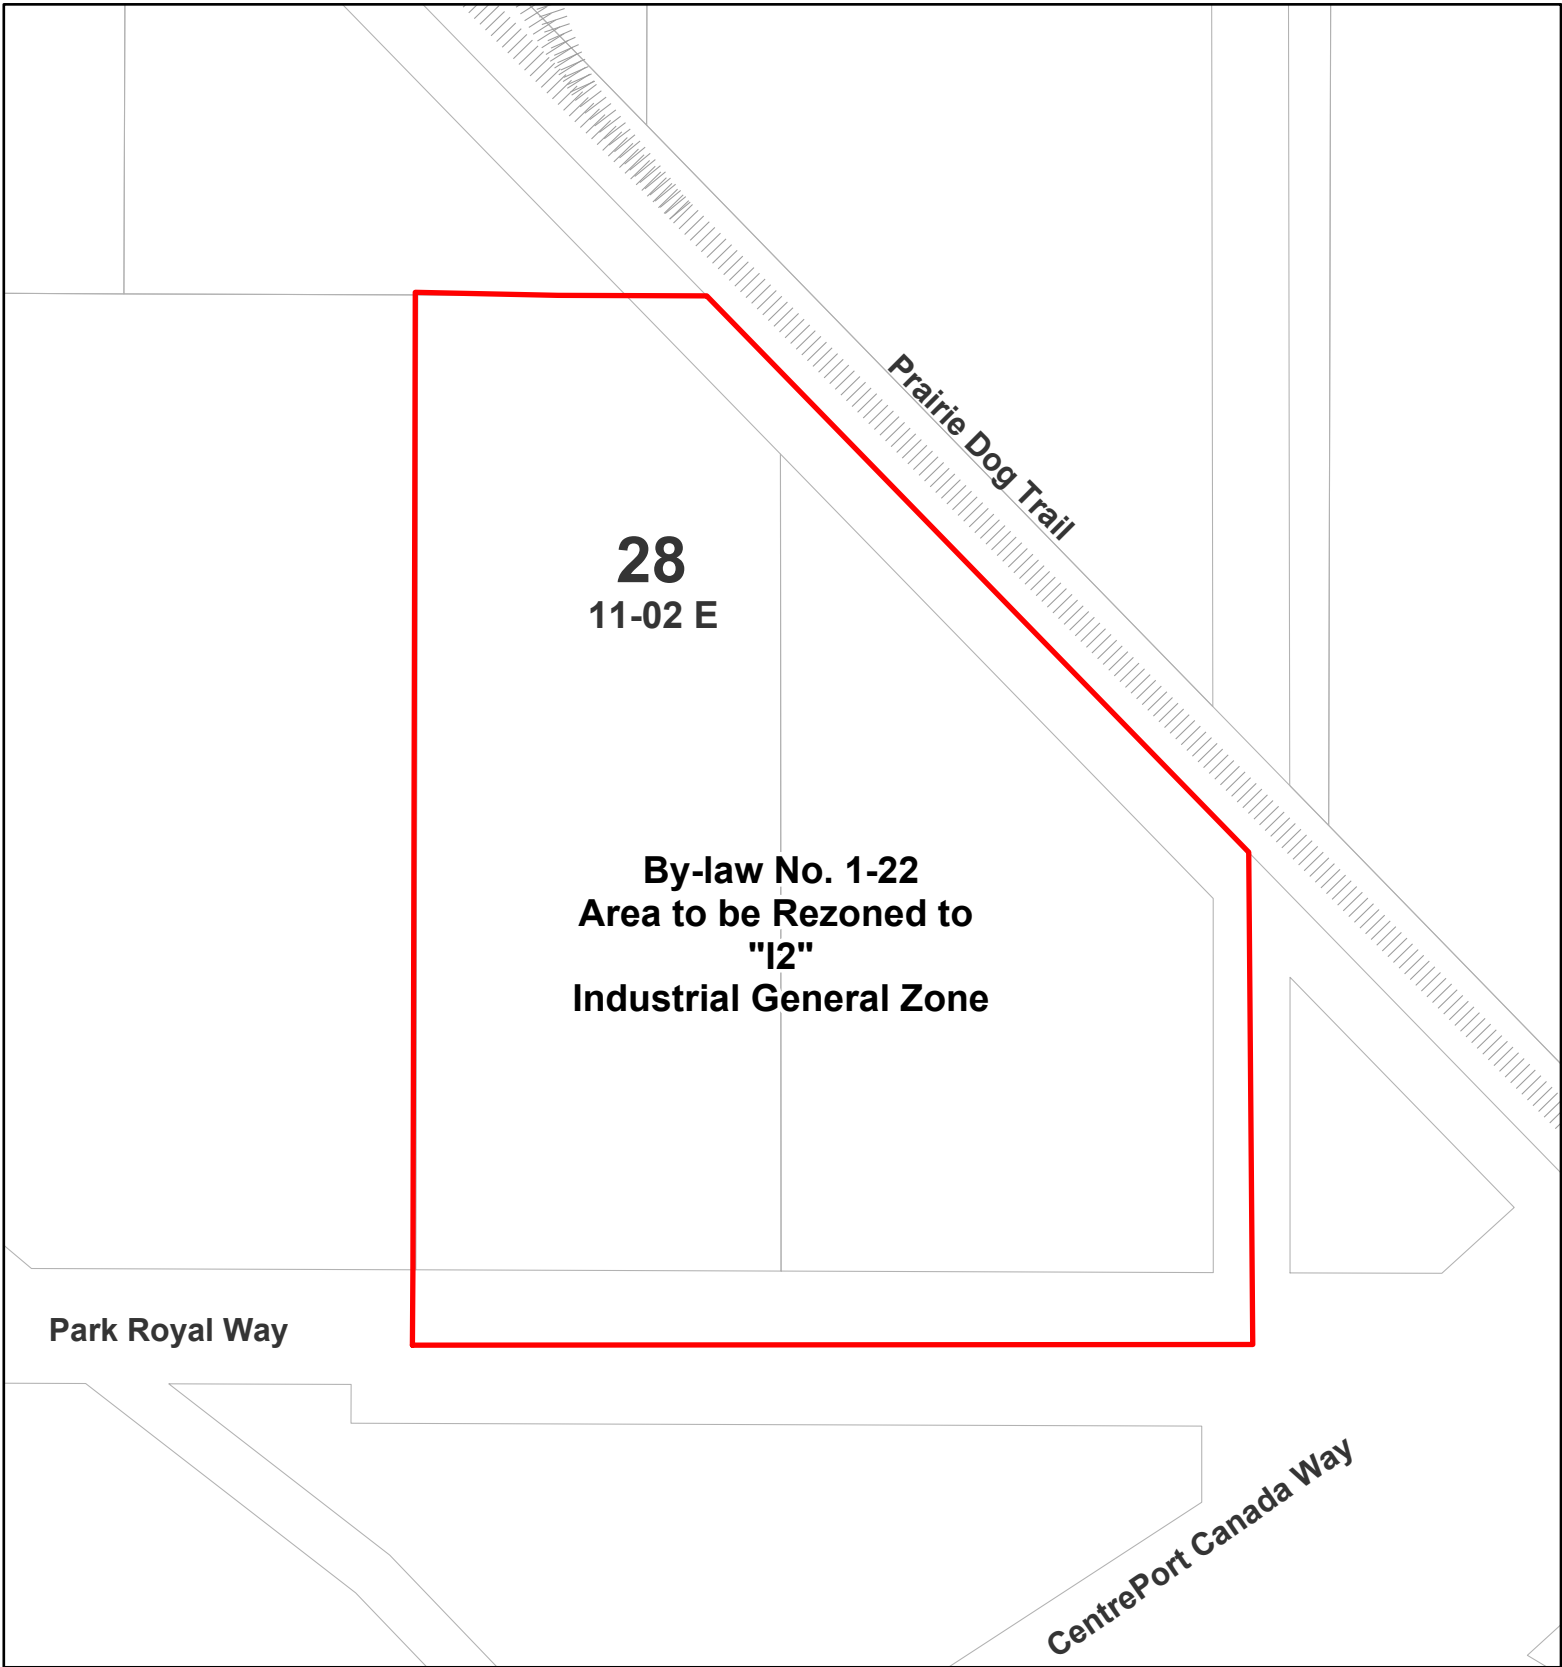 Prairie Dog Trail
28
11-02 E
By-law No. 1-22
Area to be Rezoned to
"I2"
Industrial General Zone
Park Royal Way
CentrePort Canada Way